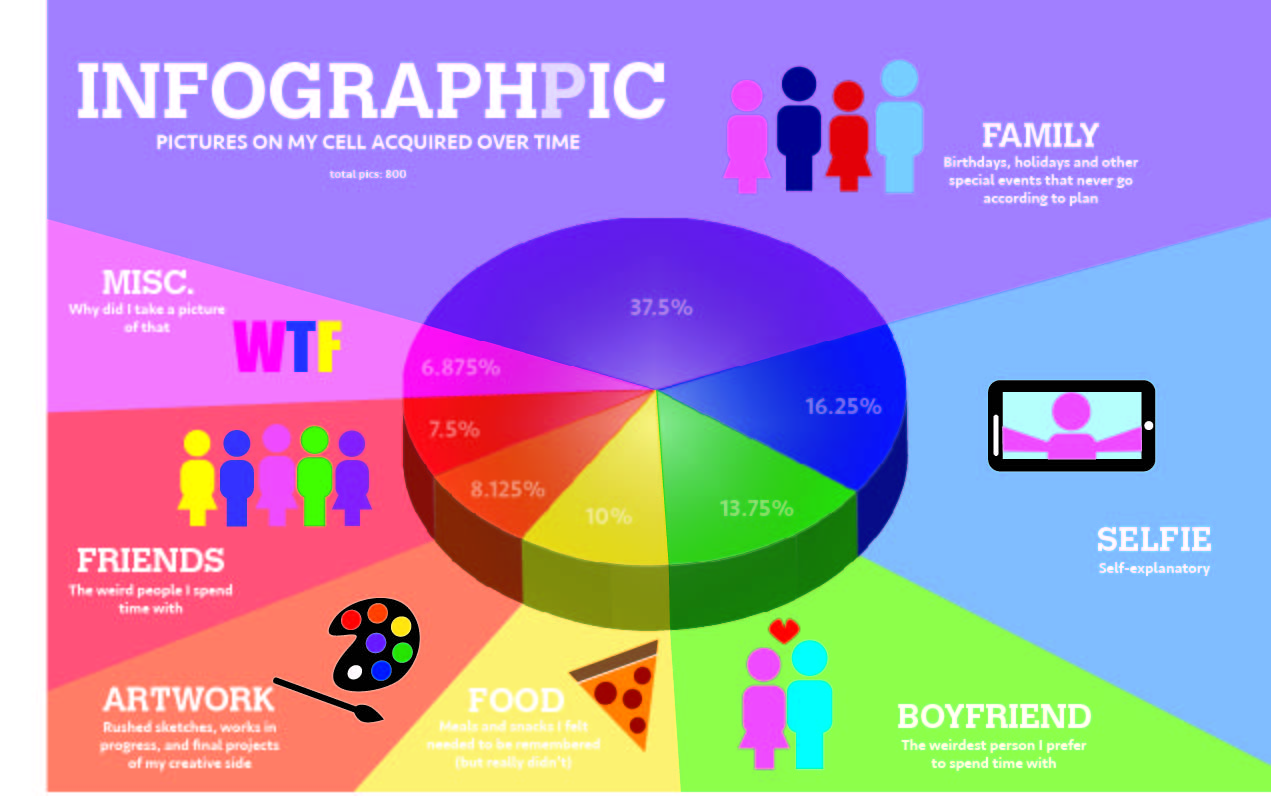 INFOGRAPHPIC
PICTURES ON MY CELL ACQUIRED OVER TIME
total pics: 800
FAMILY
Birthdays, holidays and other
special events that never go
according to plan
MISC.
Why did I take a picture
of that
WTF
37.5%
6.875%
16.25%
7.5%
8.125%
10%
13.75%
FRIENDS
The weird people I spend
time with
SELFIE
Self-explanatory
ARTWORK
Rushed sketches, works in
progress, and final projects
of my creative side
FOOD
Meals and snacks I felt
needed to be remembered
(but really didn't)
BOYFRIEND
The weirdest person I prefer
to spend time with